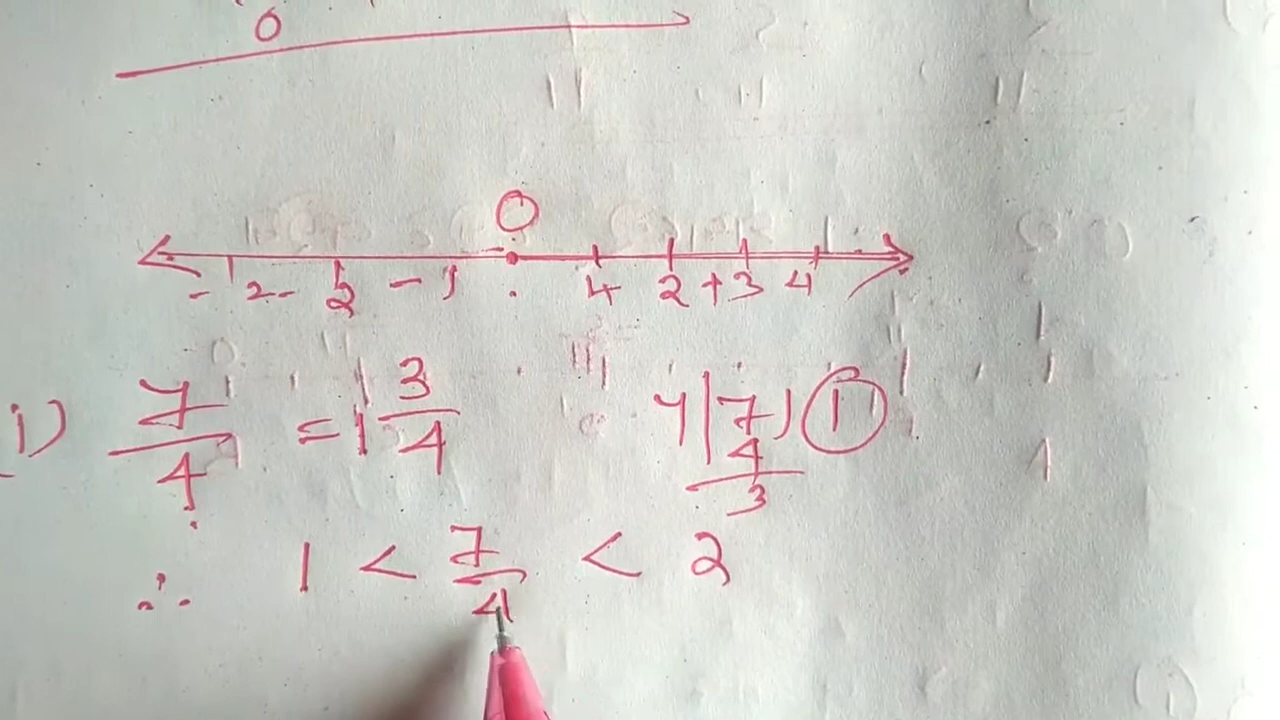 0
0
- 2 - 2 - 1 . 4 2 +3 4
i) 7/4 = 1 3/4 4 | 7 ) 1
4
3
∴ 1 < 7/4 < 2